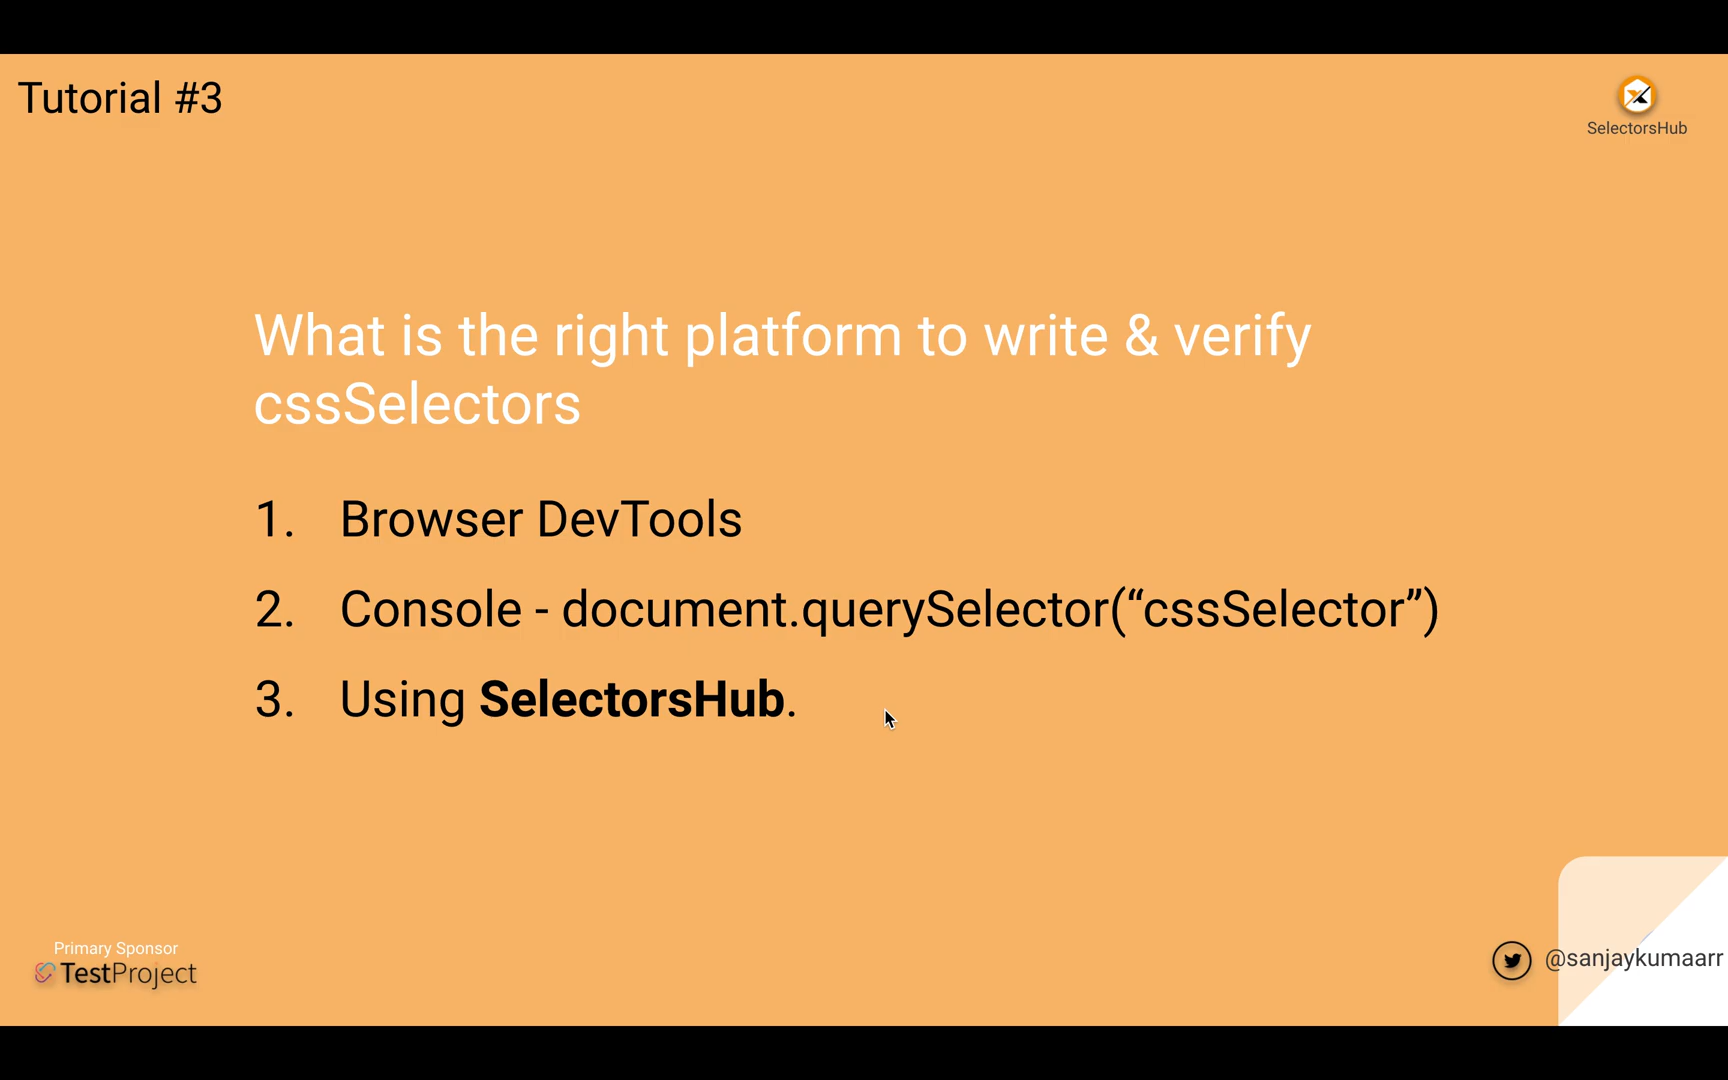 Tutorial #3
SelectorsHub
What is the right platform to write & verify
cssSelectors
1. Browser DevTools
2. Console - document.querySelector(“cssSelector”)
3. Using SelectorsHub.
Primary Sponsor
TestProject
@sanjaykumaarr